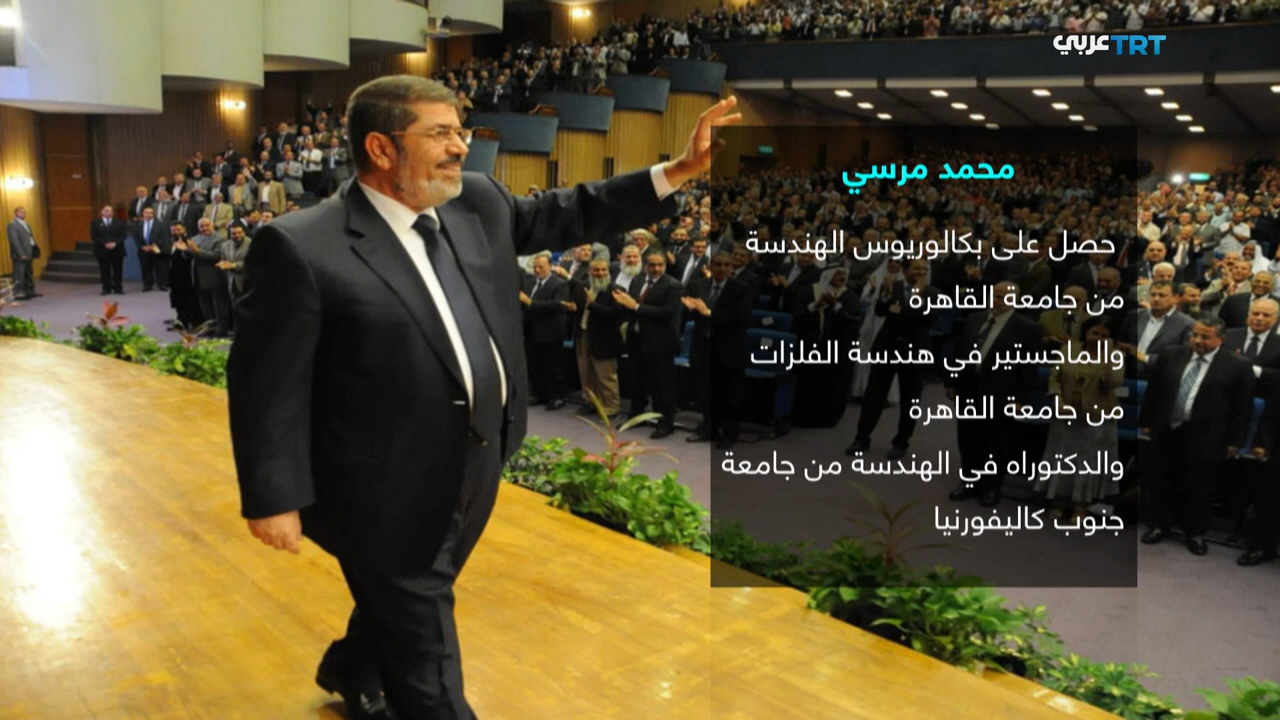 TRT عربي
محمد مرسي
حصل على بكالوريوس الهندسة
من جامعة القاهرة
والماجستير في هندسة الفلزات
من جامعة القاهرة
والدكتوراه في الهندسة من جامعة
جنوب كاليفورنيا